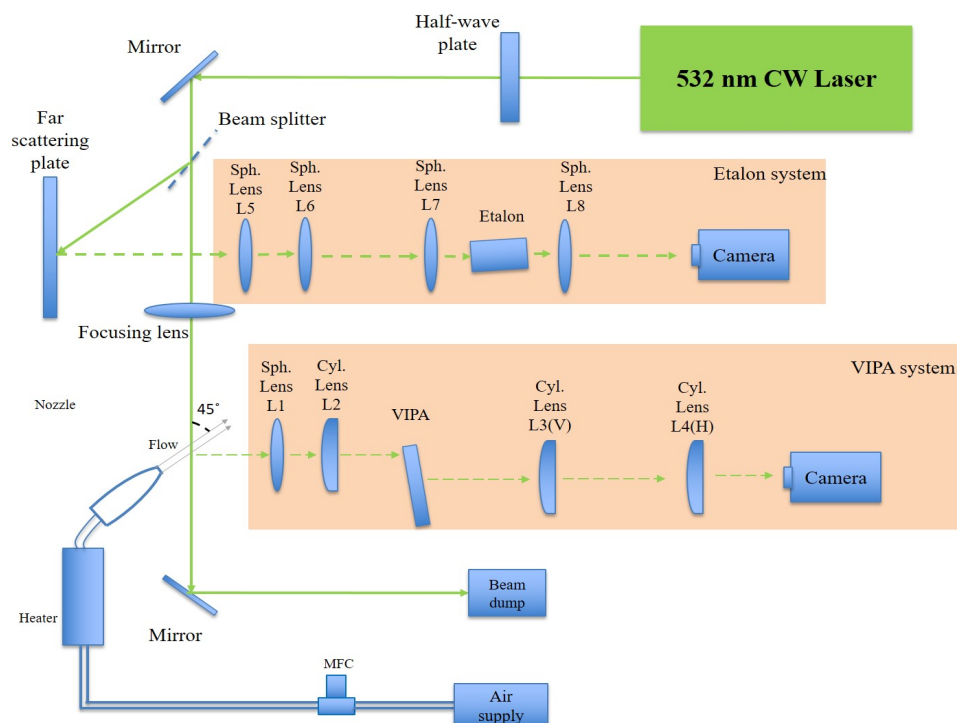 Half-wave
plate
Mirror
532 nm CW Laser
Far
scattering
plate
Beam splitter
Sph.
Lens
L5
Sph.
Lens
L6
Sph.
Lens
L7
Etalon
Sph.
Lens
L8
Etalon system
Camera
Focusing lens
VIPA system
Sph.
Lens
L1
Cyl.
Lens
L2
VIPA
Cyl.
Lens
L3(V)
Cyl.
Lens
L4(H)
Nozzle
45°
Flow
Camera
Beam
dump
Heater
Mirror
MFC
Air
supply